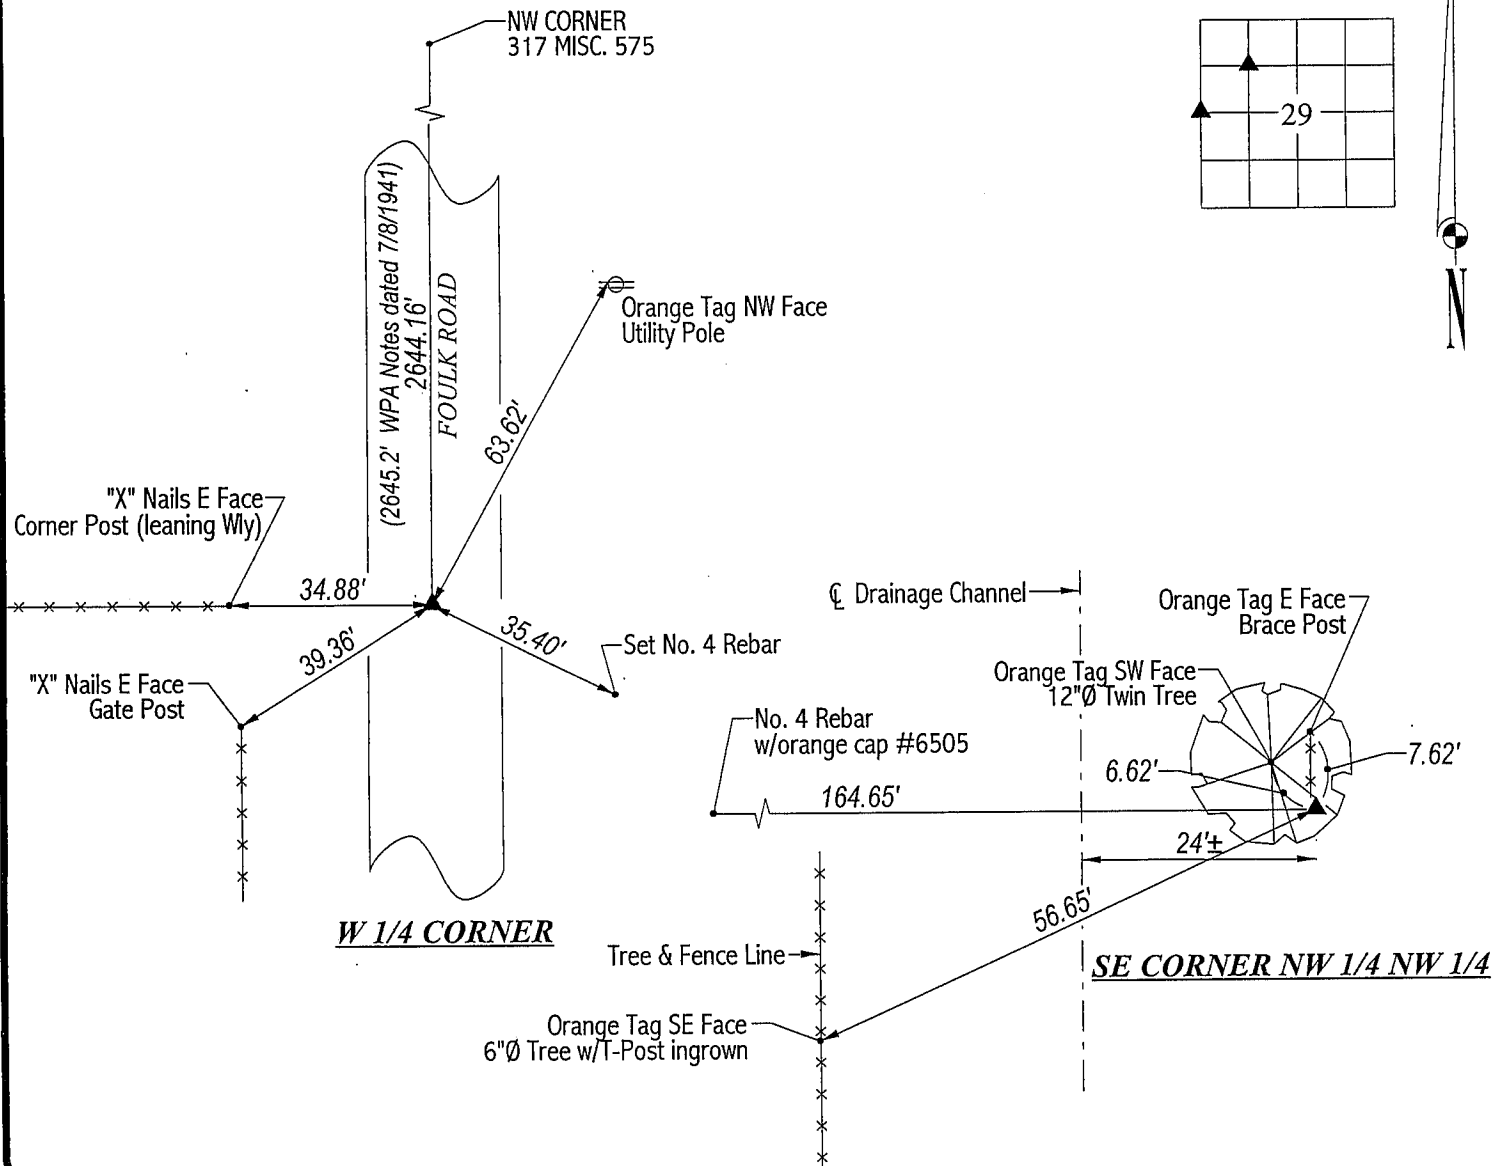 NW CORNER
317 MISC. 575
29
N
(2645.2' WPA Notes dated 7/8/1941)
2644.16'
FOULK ROAD
Orange Tag NW Face
Utility Pole
63.62'
"X" Nails E Face
Corner Post (leaning Wly)
34.88'
39.36'
35.40'
Set No. 4 Rebar
"X" Nails E Face
Gate Post
W 1/4 CORNER
℄ Drainage Channel
Orange Tag E Face
Brace Post
Orange Tag SW Face
12"Ø Twin Tree
No. 4 Rebar
w/orange cap #6505
6.62'
7.62'
164.65'
24'±
56.65'
Tree & Fence Line
SE CORNER NW 1/4 NW 1/4
Orange Tag SE Face
6"Ø Tree w/T-Post ingrown